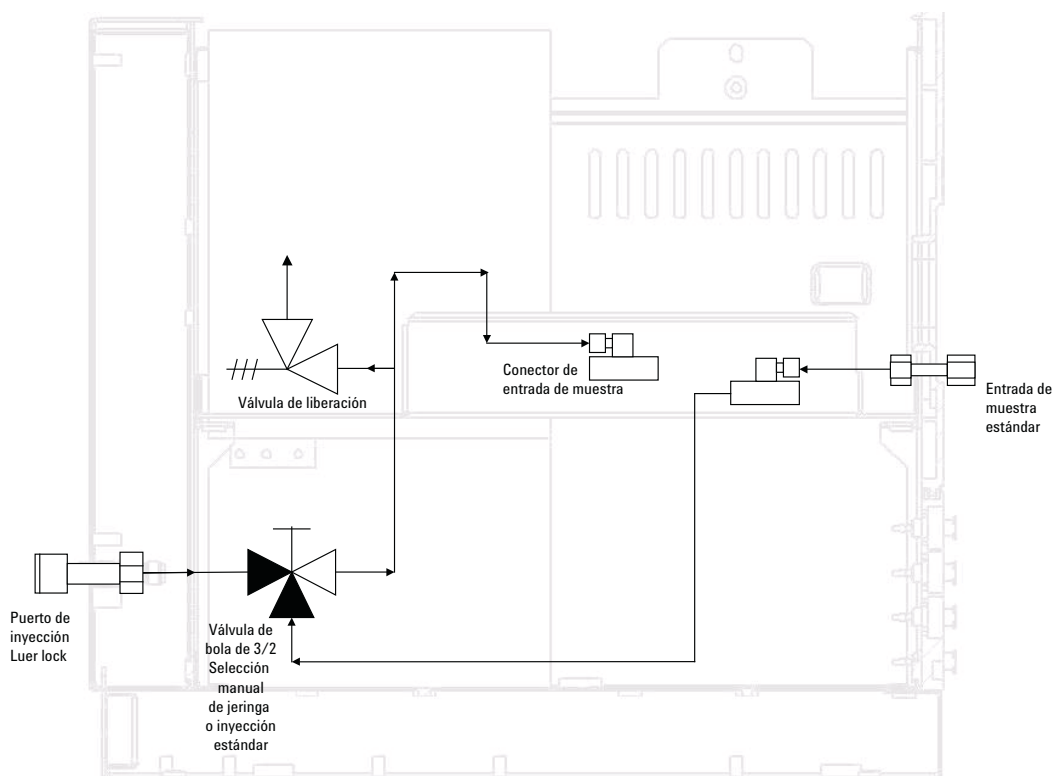 Conector de
entrada de muestra
Válvula de liberación
Entrada de
muestra
estándar
Puerto de
inyección
Luer lock
Válvula de
bola de 3/2
Selección
manual
de jeringa
o inyección
estándar